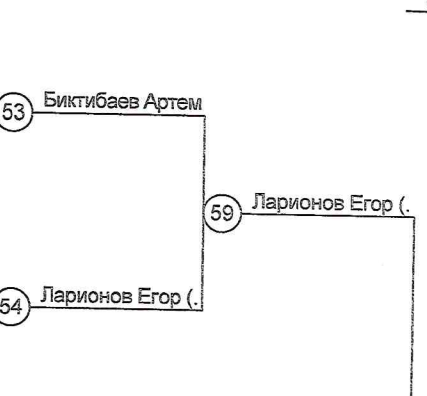 53 Биктибаев Артем
59 Ларионов Егор (.
54 Ларионов Егор (.